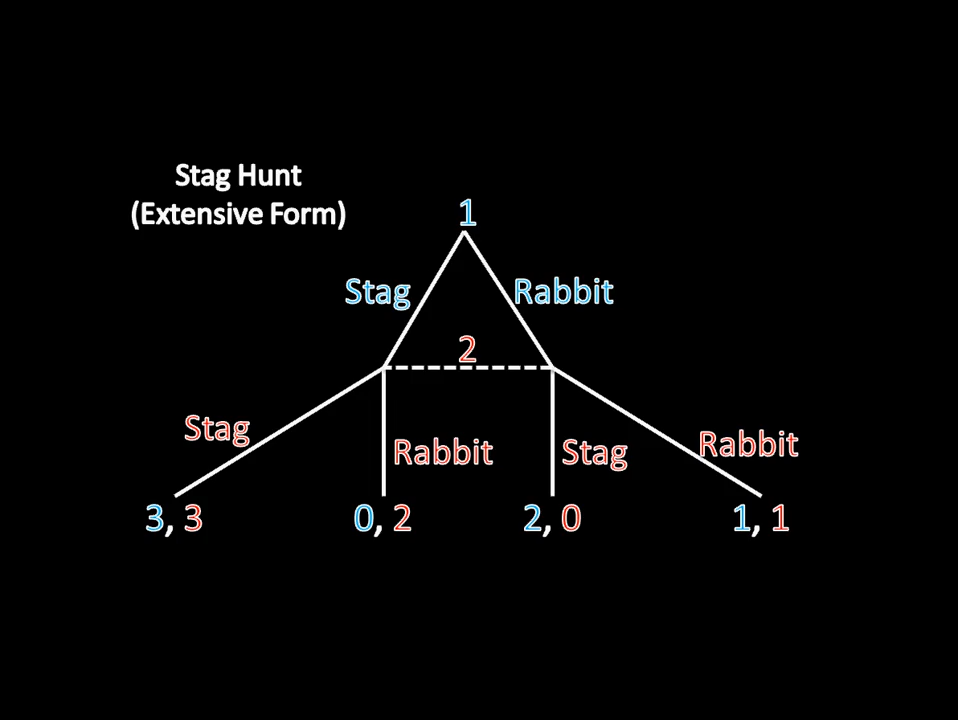 Stag Hunt
(Extensive Form)
1
Stag
Rabbit
2
Stag
Rabbit
Stag
Rabbit
3, 3
0, 2
2, 0
1, 1